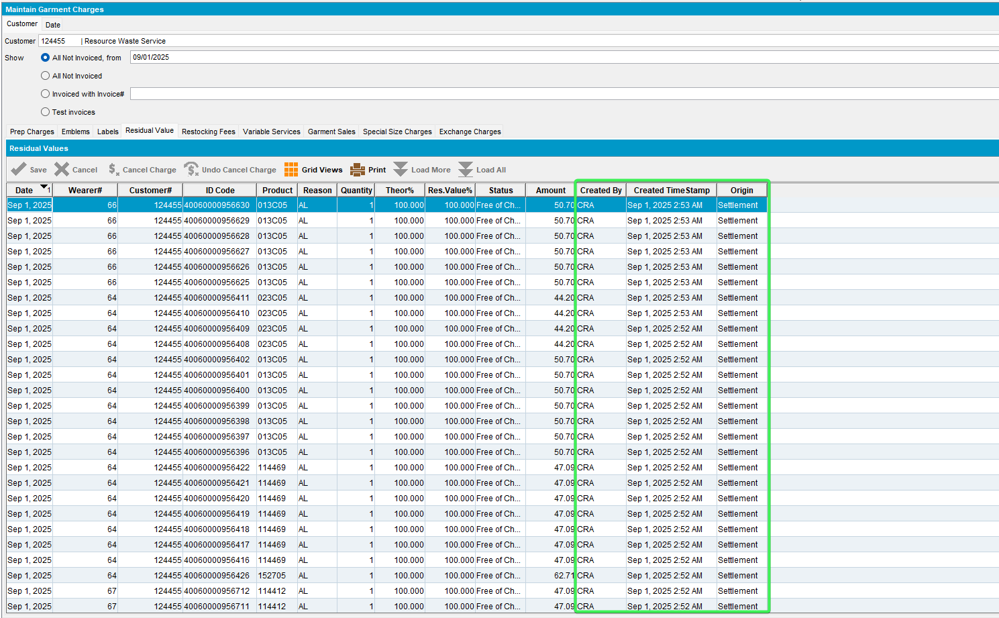 Maintain Garment Charges
Customer Date
Customer 124455 | Resource Waste Service
Show All Not Invoiced, from 09/01/2025
All Not Invoiced
Invoiced with Invoice#
Test invoices
Prep Charges Emblems Labels Residual Value Restocking Fees Variable Services Garment Sales Special Size Charges Exchange Charges
Residual Values
Save Cancel Cancel Charge Undo Cancel Charge Grid Views Print Load More Load All
Date 1 Wearer# Customer# ID Code Product Reason Quantity Theor% Res.Value% Status Amount Created By Created TimeStamp Origin
Sep 1, 2025 66 124455 40060000956630 013C05 AL 1 100.000 100.000 Free of Ch... 50.70 CRA Sep 1, 2025 2:53 AM Settlement
Sep 1, 2025 66 124455 40060000956629 013C05 AL 1 100.000 100.000 Free of Ch... 50.70 CRA Sep 1, 2025 2:53 AM Settlement
Sep 1, 2025 66 124455 40060000956628 013C05 AL 1 100.000 100.000 Free of Ch... 50.70 CRA Sep 1, 2025 2:53 AM Settlement
Sep 1, 2025 66 124455 40060000956627 013C05 AL 1 100.000 100.000 Free of Ch... 50.70 CRA Sep 1, 2025 2:53 AM Settlement
Sep 1, 2025 66 124455 40060000956626 013C05 AL 1 100.000 100.000 Free of Ch... 50.70 CRA Sep 1, 2025 2:53 AM Settlement
Sep 1, 2025 66 124455 40060000956625 013C05 AL 1 100.000 100.000 Free of Ch... 50.70 CRA Sep 1, 2025 2:53 AM Settlement
Sep 1, 2025 64 124455 40060000956411 023C05 AL 1 100.000 100.000 Free of Ch... 44.20 CRA Sep 1, 2025 2:53 AM Settlement
Sep 1, 2025 64 124455 40060000956410 023C05 AL 1 100.000 100.000 Free of Ch... 44.20 CRA Sep 1, 2025 2:53 AM Settlement
Sep 1, 2025 64 124455 40060000956409 023C05 AL 1 100.000 100.000 Free of Ch... 44.20 CRA Sep 1, 2025 2:52 AM Settlement
Sep 1, 2025 64 124455 40060000956408 023C05 AL 1 100.000 100.000 Free of Ch... 44.20 CRA Sep 1, 2025 2:52 AM Settlement
Sep 1, 2025 64 124455 40060000956402 013C05 AL 1 100.000 100.000 Free of Ch... 50.70 CRA Sep 1, 2025 2:52 AM Settlement
Sep 1, 2025 64 124455 40060000956401 013C05 AL 1 100.000 100.000 Free of Ch... 50.70 CRA Sep 1, 2025 2:52 AM Settlement
Sep 1, 2025 64 124455 40060000956400 013C05 AL 1 100.000 100.000 Free of Ch... 50.70 CRA Sep 1, 2025 2:52 AM Settlement
Sep 1, 2025 64 124455 40060000956399 013C05 AL 1 100.000 100.000 Free of Ch... 50.70 CRA Sep 1, 2025 2:52 AM Settlement
Sep 1, 2025 64 124455 40060000956398 013C05 AL 1 100.000 100.000 Free of Ch... 50.70 CRA Sep 1, 2025 2:52 AM Settlement
Sep 1, 2025 64 124455 40060000956397 013C05 AL 1 100.000 100.000 Free of Ch... 50.70 CRA Sep 1, 2025 2:52 AM Settlement
Sep 1, 2025 64 124455 40060000956396 013C05 AL 1 100.000 100.000 Free of Ch... 50.70 CRA Sep 1, 2025 2:52 AM Settlement
Sep 1, 2025 64 124455 40060000956422 114469 AL 1 100.000 100.000 Free of Ch... 47.09 CRA Sep 1, 2025 2:52 AM Settlement
Sep 1, 2025 64 124455 40060000956421 114469 AL 1 100.000 100.000 Free of Ch... 47.09 CRA Sep 1, 2025 2:52 AM Settlement
Sep 1, 2025 64 124455 40060000956420 114469 AL 1 100.000 100.000 Free of Ch... 47.09 CRA Sep 1, 2025 2:52 AM Settlement
Sep 1, 2025 64 124455 40060000956419 114469 AL 1 100.000 100.000 Free of Ch... 47.09 CRA Sep 1, 2025 2:52 AM Settlement
Sep 1, 2025 64 124455 40060000956418 114469 AL 1 100.000 100.000 Free of Ch... 47.09 CRA Sep 1, 2025 2:52 AM Settlement
Sep 1, 2025 64 124455 40060000956417 114469 AL 1 100.000 100.000 Free of Ch... 47.09 CRA Sep 1, 2025 2:52 AM Settlement
Sep 1, 2025 64 124455 40060000956416 114469 AL 1 100.000 100.000 Free of Ch... 47.09 CRA Sep 1, 2025 2:52 AM Settlement
Sep 1, 2025 64 124455 40060000956426 152705 AL 1 100.000 100.000 Free of Ch... 62.71 CRA Sep 1, 2025 2:52 AM Settlement
Sep 1, 2025 67 124455 40060000956712 114412 AL 1 100.000 100.000 Free of Ch... 47.09 CRA Sep 1, 2025 2:52 AM Settlement
Sep 1, 2025 67 124455 40060000956711 114412 AL 1 100.000 100.000 Free of Ch... 47.09 CRA Sep 1, 2025 2:52 AM Settlement